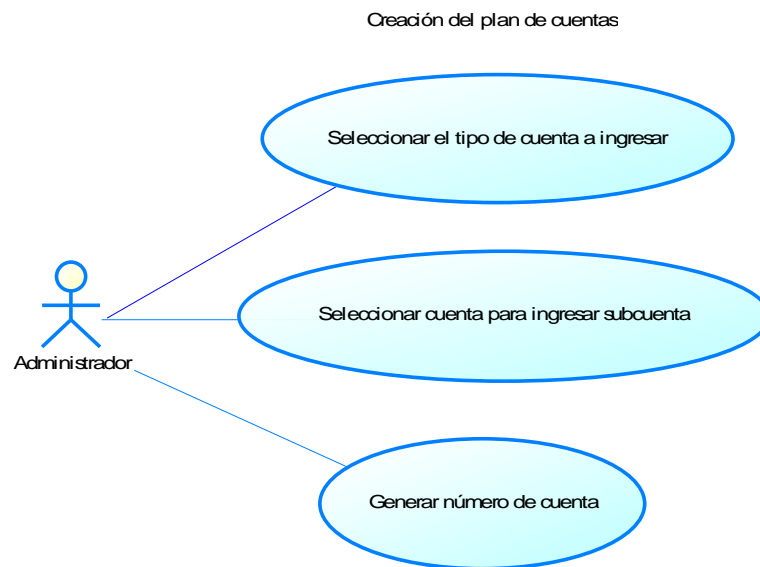 Creación del plan de cuentas
Seleccionar el tipo de cuenta a ingresar
Seleccionar cuenta para ingresar subcuenta
Administrador
Generar número de cuenta